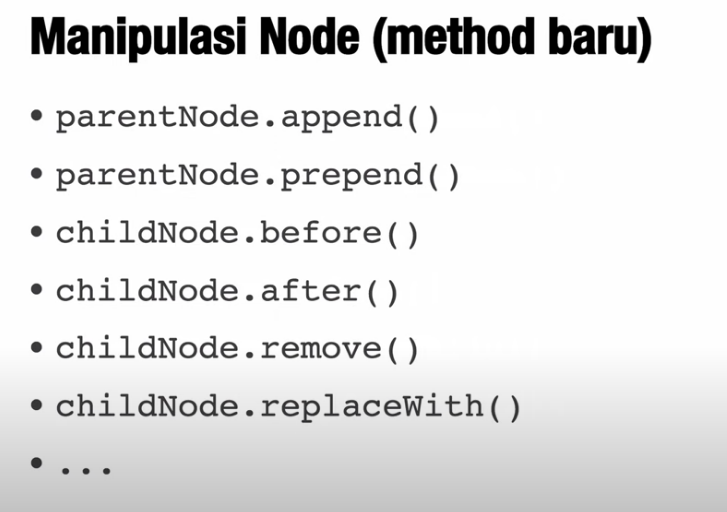 Manipulasi Node (method baru)
• parentNode.append()
• parentNode.prepend()
• childNode.before()
• childNode.after()
• childNode.remove()
• childNode.replaceWith()
• ...